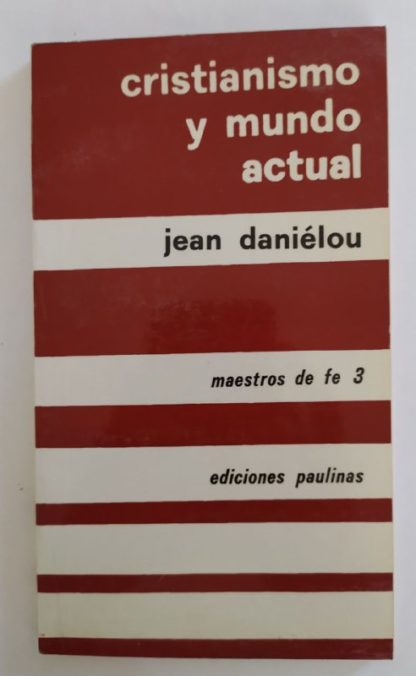 cristianismo
y mundo
actual
jean daniélou
maestros de fe 3
ediciones paulinas